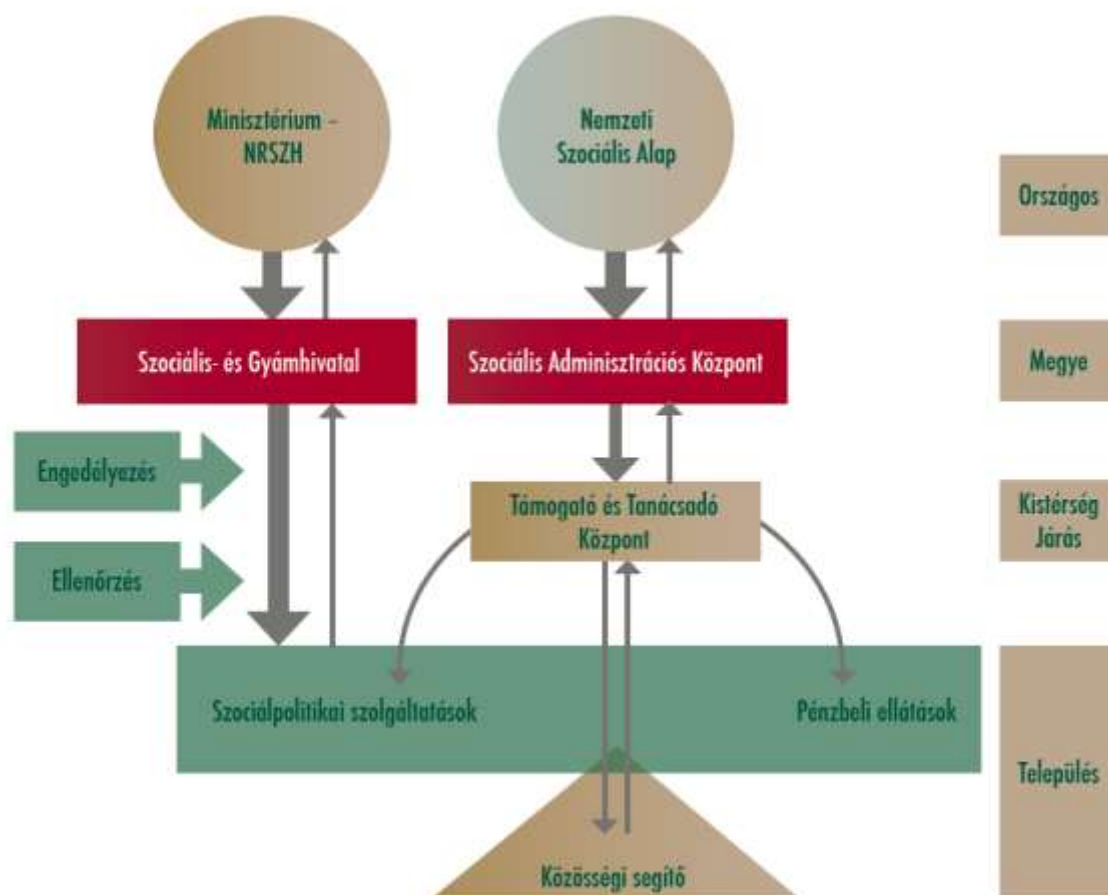 Minisztérium –
NRSZH
Nemzeti
Szociális Alap
Országos
Szociális- és Gyámhivatal
Szociális Adminisztrációs Központ
Megye
Engedélyezés
Támogató és Tanácsadó
Központ
Kistérség
Járás
Ellenőrzés
Szociálpolitikai szolgáltatások
Pénzbeli ellátások
Település
Közösségi segítő